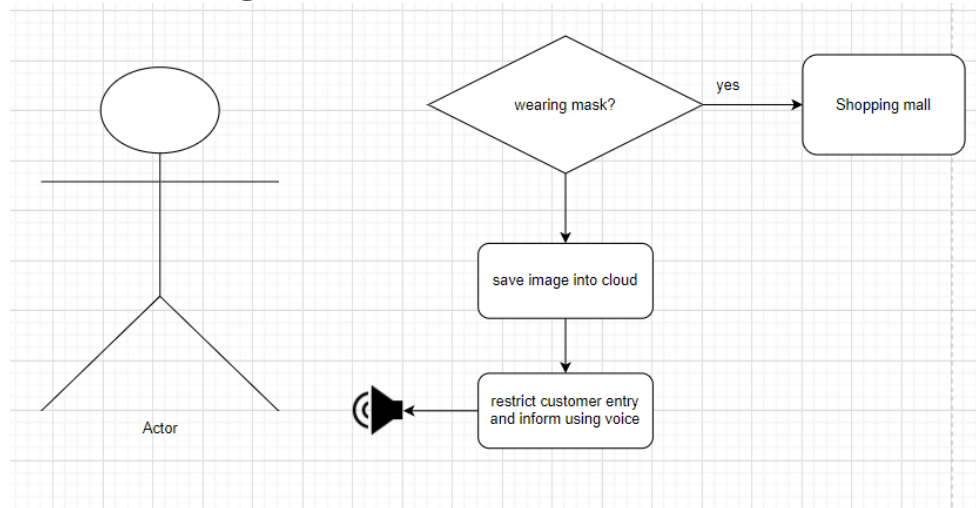 wearing mask?
yes
Shopping mall
save image into cloud
restrict customer entry
and inform using voice
Actor